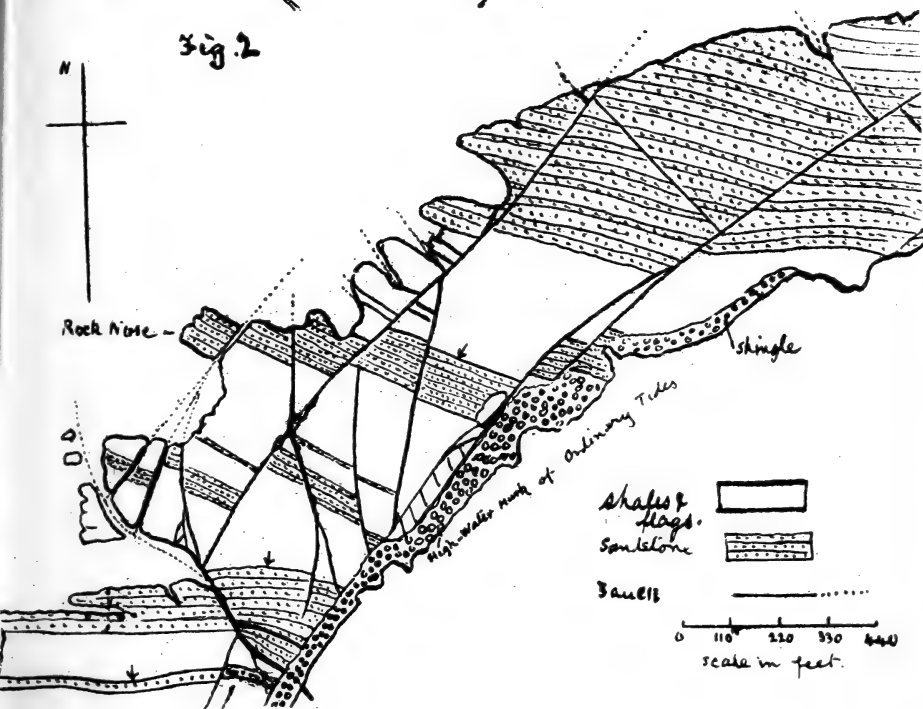 Fig. 2
N
Rock Nose
shingle
High-Water mark of Ordinary Tides
shales &
flags.
Sandstone
Faults
0 110 220 330 440
scale in feet.